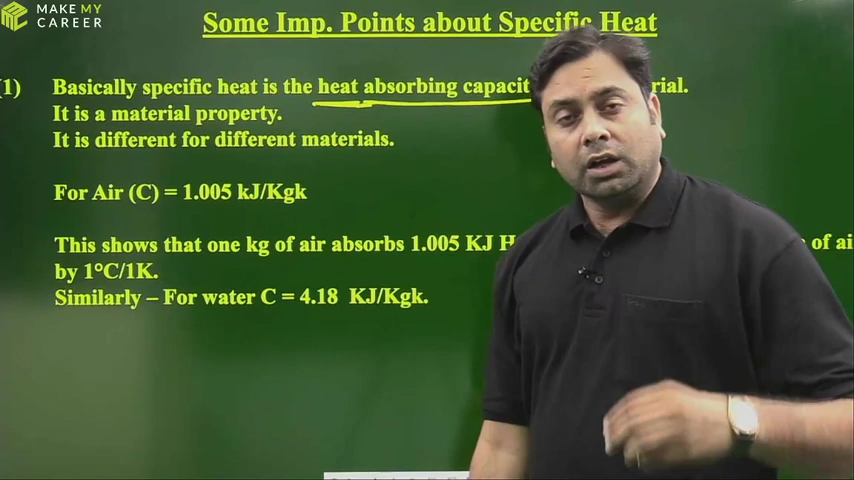 MAKE MY
CAREER
Some Imp. Points about Specific Heat
(1) Basically specific heat is the heat absorbing
It is a material property.
It is different for different materials.
For Air (C) = 1.005 kJ/Kgk
This shows that one kg of air absorbs 1.005 KJ of
by 1°C/1K.
Similarly – For water C = 4.18 KJ/Kgk.